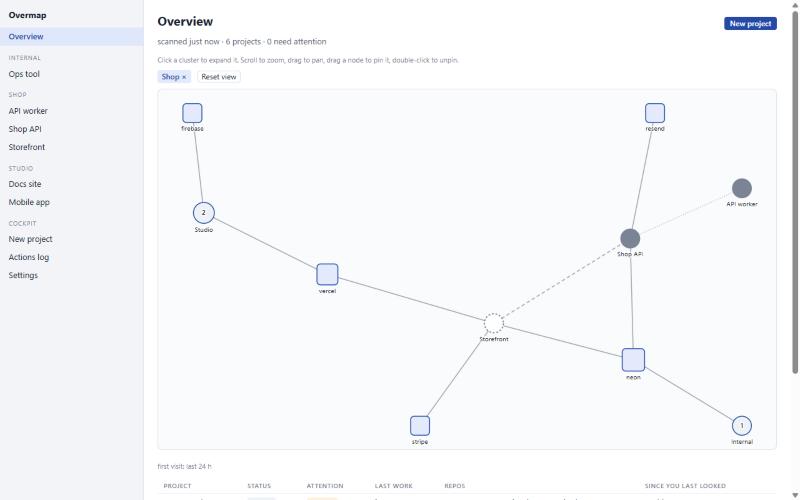 Overmap
Overview
INTERNAL
Ops tool
SHOP
API worker
Shop API
Storefront
STUDIO
Docs site
Mobile app
COCKPIT
New project
Actions log
Settings
Overview
New project
scanned just now · 6 projects · 0 need attention
Click a cluster to expand it. Scroll to zoom, drag to pan, drag a node to pin it, double-click to unpin.
Shop × Reset view
firebase
resend
API worker
2
Studio
Shop API
vercel
Storefront
neon
stripe
1
Internal
first visit: last 24 h
PROJECT STATUS ATTENTION LAST WORK REPOS SINCE YOU LAST LOOKED